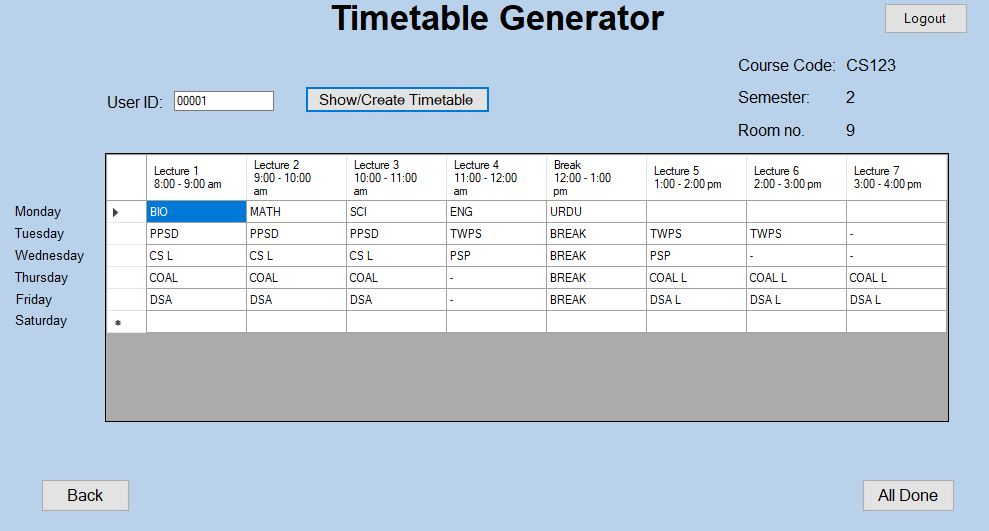 Timetable Generator
Logout
Course Code: CS123
User ID: 00001 Show/Create Timetable
Semester: 2
Room no. 9
Lecture 1 8:00 - 9:00 am
Lecture 2 9:00 - 10:00 am
Lecture 3 10:00 - 11:00 am
Lecture 4 11:00 - 12:00 am
Break 12:00 - 1:00 pm
Lecture 5 1:00 - 2:00 pm
Lecture 6 2:00 - 3:00 pm
Lecture 7 3:00 - 4:00 pm
Monday BIO MATH SCI ENG URDU
Tuesday PPSD PPSD PPSD TWPS BREAK TWPS TWPS -
Wednesday CS L CS L CS L PSP BREAK PSP - -
Thursday COAL COAL COAL - BREAK COAL L COAL L COAL L
Friday DSA DSA DSA - BREAK DSA L DSA L DSA L
Saturday
Back
All Done